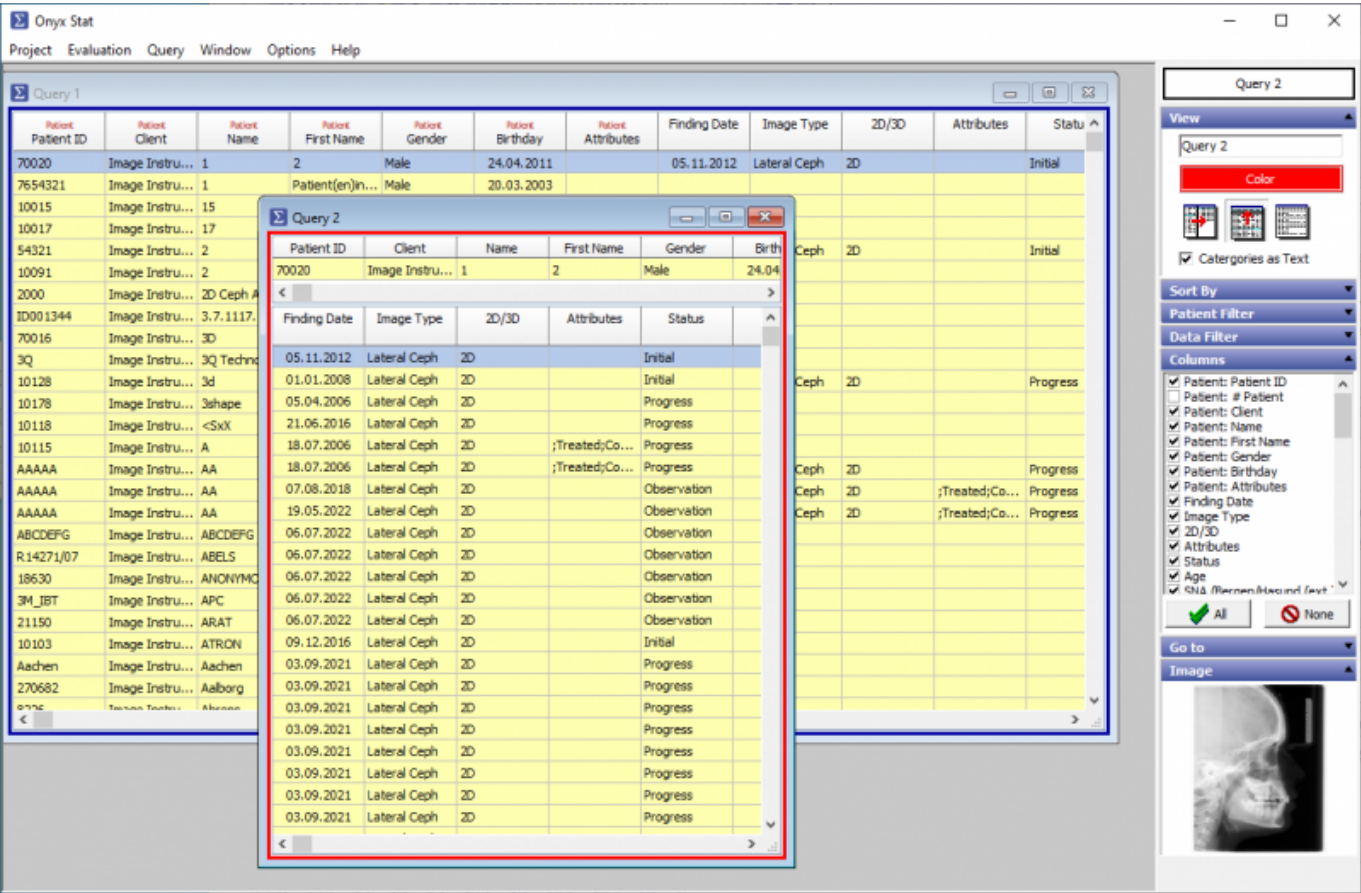 Onyx Stat
Project Evaluation Query Window Options Help
Query 1
Patient Patient Patient Patient Patient Patient Patient
Patient ID Client Name First Name Gender Birthday Attributes Finding Date Image Type 2D/3D Attributes Statu
70020 Image Instru... 1 2 Male 24.04.2011 05.11.2012 Lateral Ceph 2D Initial
7654321 Image Instru... 1 Patient(en)in... Male 20.03.2003
10015 Image Instru... 15
10017 Image Instru... 17
54321 Image Instru... 2 Ceph 2D Initial
10091 Image Instru... 2
2000 Image Instru... 2D Ceph A
ID001344 Image Instru... 3.7.1117.
70016 Image Instru... 3D
3Q Image Instru... 3Q Techno
10128 Image Instru... 3d Ceph 2D Progress
10178 Image Instru... 3shape
10118 Image Instru... <SxX
10115 Image Instru... A
AAAAA Image Instru... AA Ceph 2D Progress
AAAAA Image Instru... AA Ceph 2D ;Treated;Co... Progress
AAAAA Image Instru... AA Ceph 2D ;Treated;Co... Progress
ABCDEFG Image Instru... ABCDEFG
R14271/07 Image Instru... ABELS
18630 Image Instru... ANONYMO
3M_IBT Image Instru... APC
21150 Image Instru... ARAT
10103 Image Instru... ATRON
Aachen Image Instru... Aachen
270682 Image Instru... Aalborg
Query 2
Patient ID Client Name First Name Gender Birth
70020 Image Instru... 1 2 Male 24.04
Finding Date Image Type 2D/3D Attributes Status
05.11.2012 Lateral Ceph 2D Initial
01.01.2008 Lateral Ceph 2D Initial
05.04.2006 Lateral Ceph 2D Progress
21.06.2016 Lateral Ceph 2D Progress
18.07.2006 Lateral Ceph 2D ;Treated;Co... Progress
18.07.2006 Lateral Ceph 2D ;Treated;Co... Progress
07.08.2018 Lateral Ceph 2D Observation
19.05.2022 Lateral Ceph 2D Observation
06.07.2022 Lateral Ceph 2D Observation
06.07.2022 Lateral Ceph 2D Observation
06.07.2022 Lateral Ceph 2D Observation
06.07.2022 Lateral Ceph 2D Observation
06.07.2022 Lateral Ceph 2D Observation
09.12.2016 Lateral Ceph 2D Initial
03.09.2021 Lateral Ceph 2D Progress
03.09.2021 Lateral Ceph 2D Progress
03.09.2021 Lateral Ceph 2D Progress
03.09.2021 Lateral Ceph 2D Progress
03.09.2021 Lateral Ceph 2D Progress
03.09.2021 Lateral Ceph 2D Progress
03.09.2021 Lateral Ceph 2D Progress
03.09.2021 Lateral Ceph 2D Progress
Query 2
View
Query 2
Color
Catergories as Text
Sort By
Patient Filter
Data Filter
Columns
Patient: Patient ID
Patient: # Patient
Patient: Client
Patient: Name
Patient: First Name
Patient: Gender
Patient: Birthday
Patient: Attributes
Finding Date
Image Type
2D/3D
Attributes
Status
Age
SNA (Bergen/Hasund (ext.
All None
Go to
Image